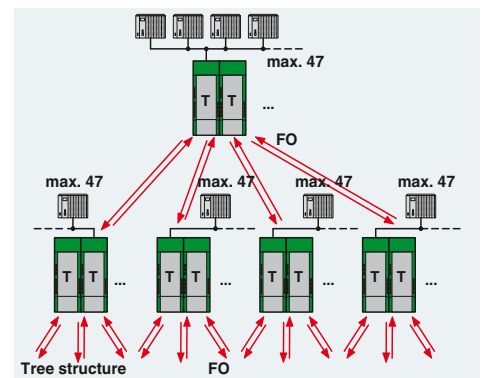 max. 47
T T ...
FO
max. 47 max. 47 max. 47 max. 47
T T ... T T ... T T ... T T ...
Tree structure FO